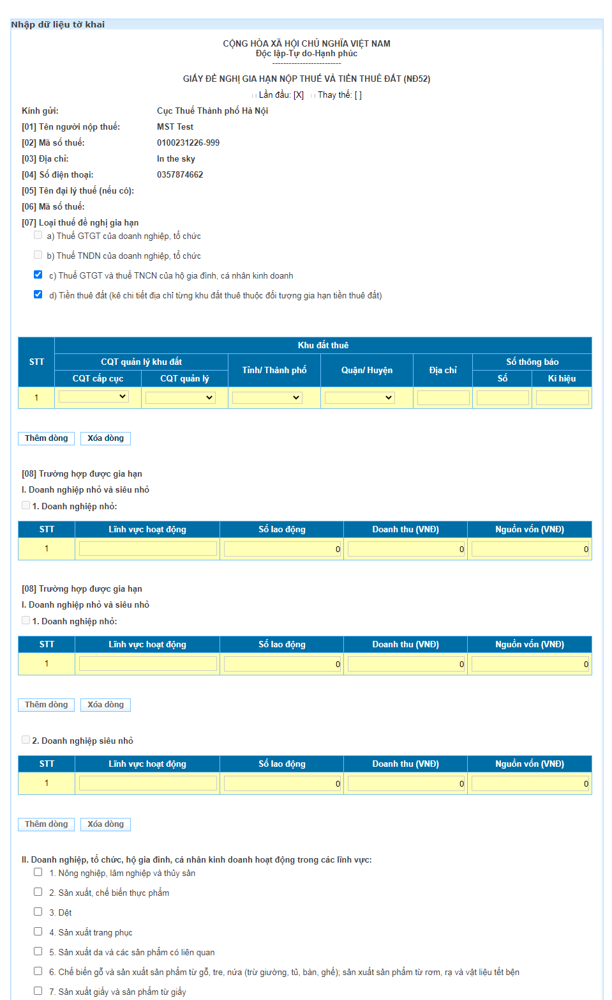 Nhập dữ liệu tờ khai
CỘNG HÒA XÃ HỘI CHỦ NGHĨA VIỆT NAM
Độc lập-Tự do-Hạnh phúc
-------------------------
GIẤY ĐỀ NGHỊ GIA HẠN NỘP THUẾ VÀ TIỀN THUÊ ĐẤT (NĐ52)
Lần đầu: [X] Thay thế: [ ]
Kính gửi: Cục Thuế Thành phố Hà Nội
[01] Tên người nộp thuế: MST Test
[02] Mã số thuế: 0100231226-999
[03] Địa chỉ: In the sky
[04] Số điện thoại: 0357874662
[05] Tên đại lý thuế (nếu có):
[06] Mã số thuế:
[07] Loại thuế đề nghị gia hạn
a) Thuế GTGT của doanh nghiệp, tổ chức
b) Thuế TNDN của doanh nghiệp, tổ chức
c) Thuế GTGT và thuế TNCN của hộ gia đình, cá nhân kinh doanh
d) Tiền thuê đất (kê chi tiết địa chỉ từng khu đất thuê thuộc đối tượng gia hạn tiền thuê đất)
Khu đất thuê
STT CQT quản lý khu đất Tỉnh/ Thành phố Quận/ Huyện Địa chỉ Số thông báo
CQT cấp cục CQT quản lý Số Kí hiệu
1
Thêm dòng Xóa dòng
[08] Trường hợp được gia hạn
I. Doanh nghiệp nhỏ và siêu nhỏ
1. Doanh nghiệp nhỏ:
STT Lĩnh vực hoạt động Số lao động Doanh thu (VNĐ) Nguồn vốn (VNĐ)
1 0 0 0
[08] Trường hợp được gia hạn
I. Doanh nghiệp nhỏ và siêu nhỏ
1. Doanh nghiệp nhỏ:
STT Lĩnh vực hoạt động Số lao động Doanh thu (VNĐ) Nguồn vốn (VNĐ)
1 0 0 0
Thêm dòng Xóa dòng
2. Doanh nghiệp siêu nhỏ
STT Lĩnh vực hoạt động Số lao động Doanh thu (VNĐ) Nguồn vốn (VNĐ)
1 0 0 0
Thêm dòng Xóa dòng
II. Doanh nghiệp, tổ chức, hộ gia đình, cá nhân kinh doanh hoạt động trong các lĩnh vực:
1. Nông nghiệp, lâm nghiệp và thủy sản
2. Sản xuất, chế biến thực phẩm
3. Dệt
4. Sản xuất trang phục
5. Sản xuất da và các sản phẩm có liên quan
6. Chế biến gỗ và sản xuất sản phẩm từ gỗ, tre, nứa (trừ giường, tủ, bàn, ghế); sản xuất sản phẩm từ rơm, rạ và vật liệu tết bện
7. Sản xuất giấy và sản phẩm từ giấy